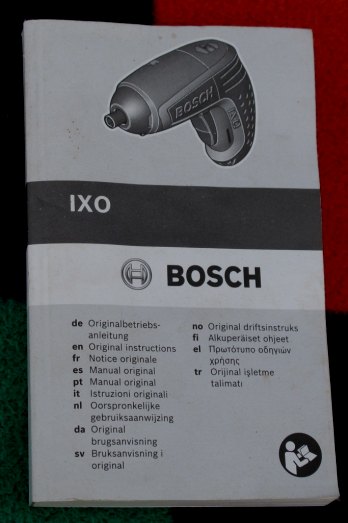 BOSCH
IXO
IXO
BOSCH
de Originalbetriebs-
anleitung
en Original instructions
fr Notice originale
es Manual original
pt Manual original
it Istruzioni originali
nl Oorspronkelijke
gebruiksaanwijzing
da Original
brugsanvisning
sv Bruksanvisning i
original
no Original driftsinstruks
fi Alkuperäiset ohjeet
el Πρωτότυπο οδηγιών
χρήσης
tr Orijinal işletme
talimatı